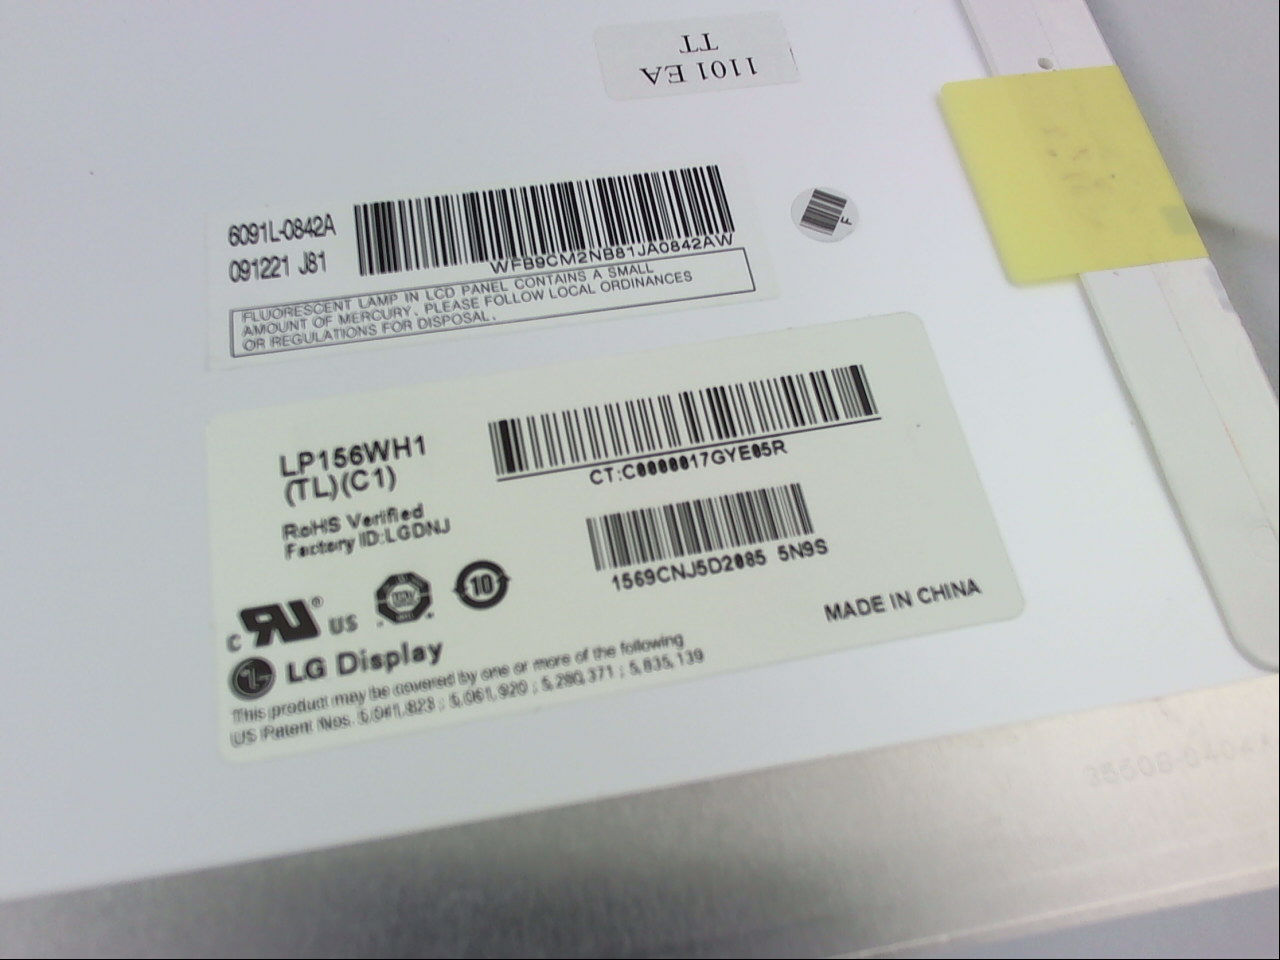 1101 EA
TT
6091L-0842A
091221 J81
WFB9CM2NB81JA0842AW
FLUORESCENT LAMP IN LCD PANEL CONTAINS A SMALL
AMOUNT OF MERCURY, PLEASE FOLLOW LOCAL ORDINANCES
OR REGULATIONS FOR DISPOSAL.
F
LP156WH1
(TL)(C1)
RoHS Verified
Factory ID:LGDNJ
CT:C0000017GYE05R
1569CNJ5D2085 5N9S
MADE IN CHINA
c RU ® US
10
LG Display
This product may be covered by one or more of the following
US Patent Nos. 5,041,823 ; 5,061,920 ; 5,280,371 ; 5,835,139